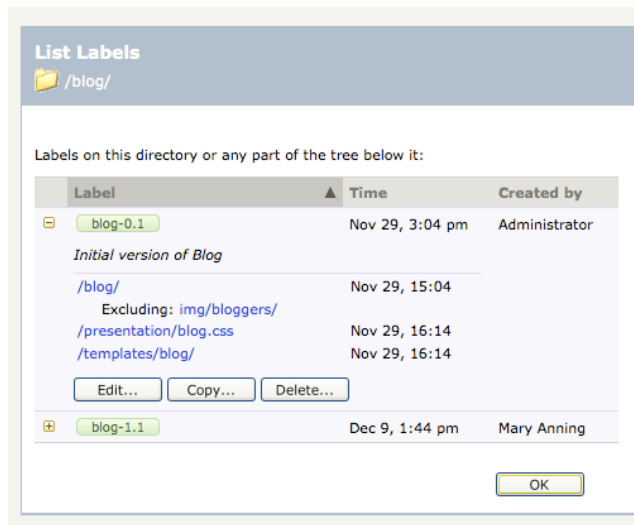 List Labels
/blog/
Labels on this directory or any part of the tree below it:
Label ▲ Time Created by
blog-0.1 Nov 29, 3:04 pm Administrator
Initial version of Blog
/blog/ Nov 29, 15:04
Excluding: img/bloggers/
/presentation/blog.css Nov 29, 16:14
/templates/blog/ Nov 29, 16:14
Edit... Copy... Delete...
blog-1.1 Dec 9, 1:44 pm Mary Anning
OK